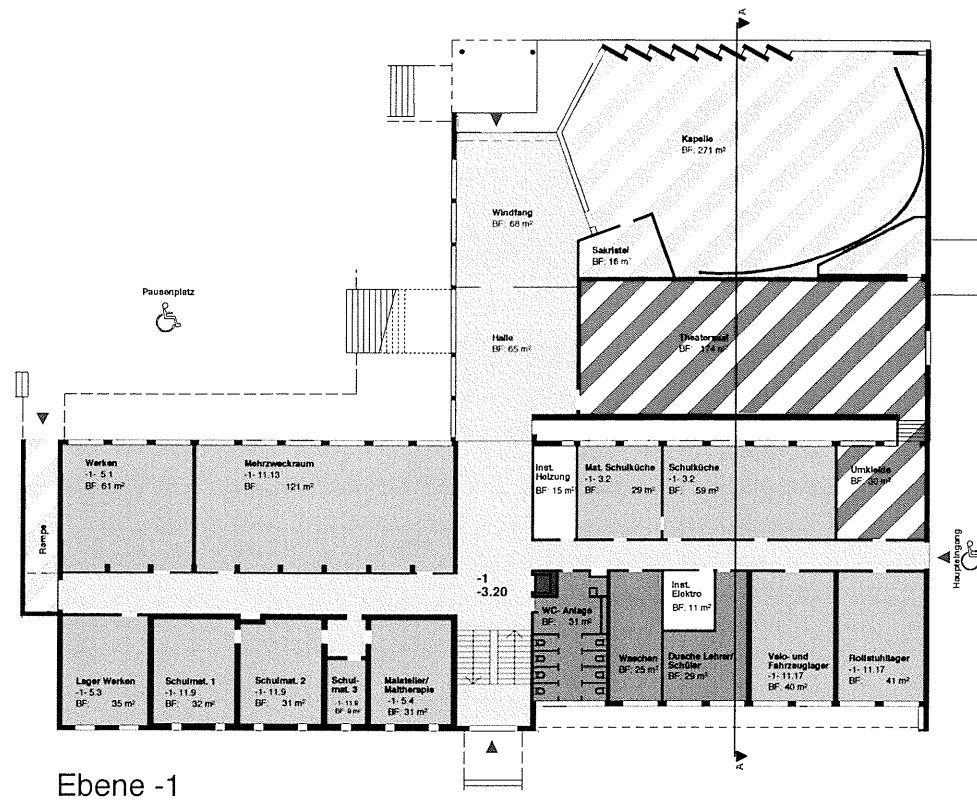 A
Kapelle
BF: 271 m²
Windfang
BF: 68 m²
Sakristei
BF: 16 m²
Pausenplatz
Halle
BF: 65 m²
Theatersaal
BF: 174 m²
Werken
-1- 5.1
BF: 61 m²
Mehrzweckraum
-1- 11.13
BF: 121 m²
Inst.
Heizung
BF: 15 m²
Mat. Schulküche
-1- 3.2
BF: 29 m²
Schulküche
-1- 3.2
BF: 59 m²
Umkleide
BF: 30 m²
Rampe
Haupteingang
-1
-3.20
WC- Anlage
BF: 31 m²
Inst.
Elektro
BF: 11 m²
Waschen
BF: 25 m²
Dusche Lehrer/
Schüler
BF: 29 m²
Velo- und
Fahrzeuglager
-1- 11.17
BF: 40 m²
Rollstuhllager
-1- 11.17
BF: 41 m²
Lager Werken
-1- 5.3
BF: 35 m²
Schulmat. 1
-1- 11.9
BF: 32 m²
Schulmat. 2
-1- 11.9
BF: 31 m²
Schul-
mat. 3
-1- 11.9
BF: 9 m²
Malatelier/
Maltherapie
-1- 5.4
BF: 31 m²
A
Ebene -1